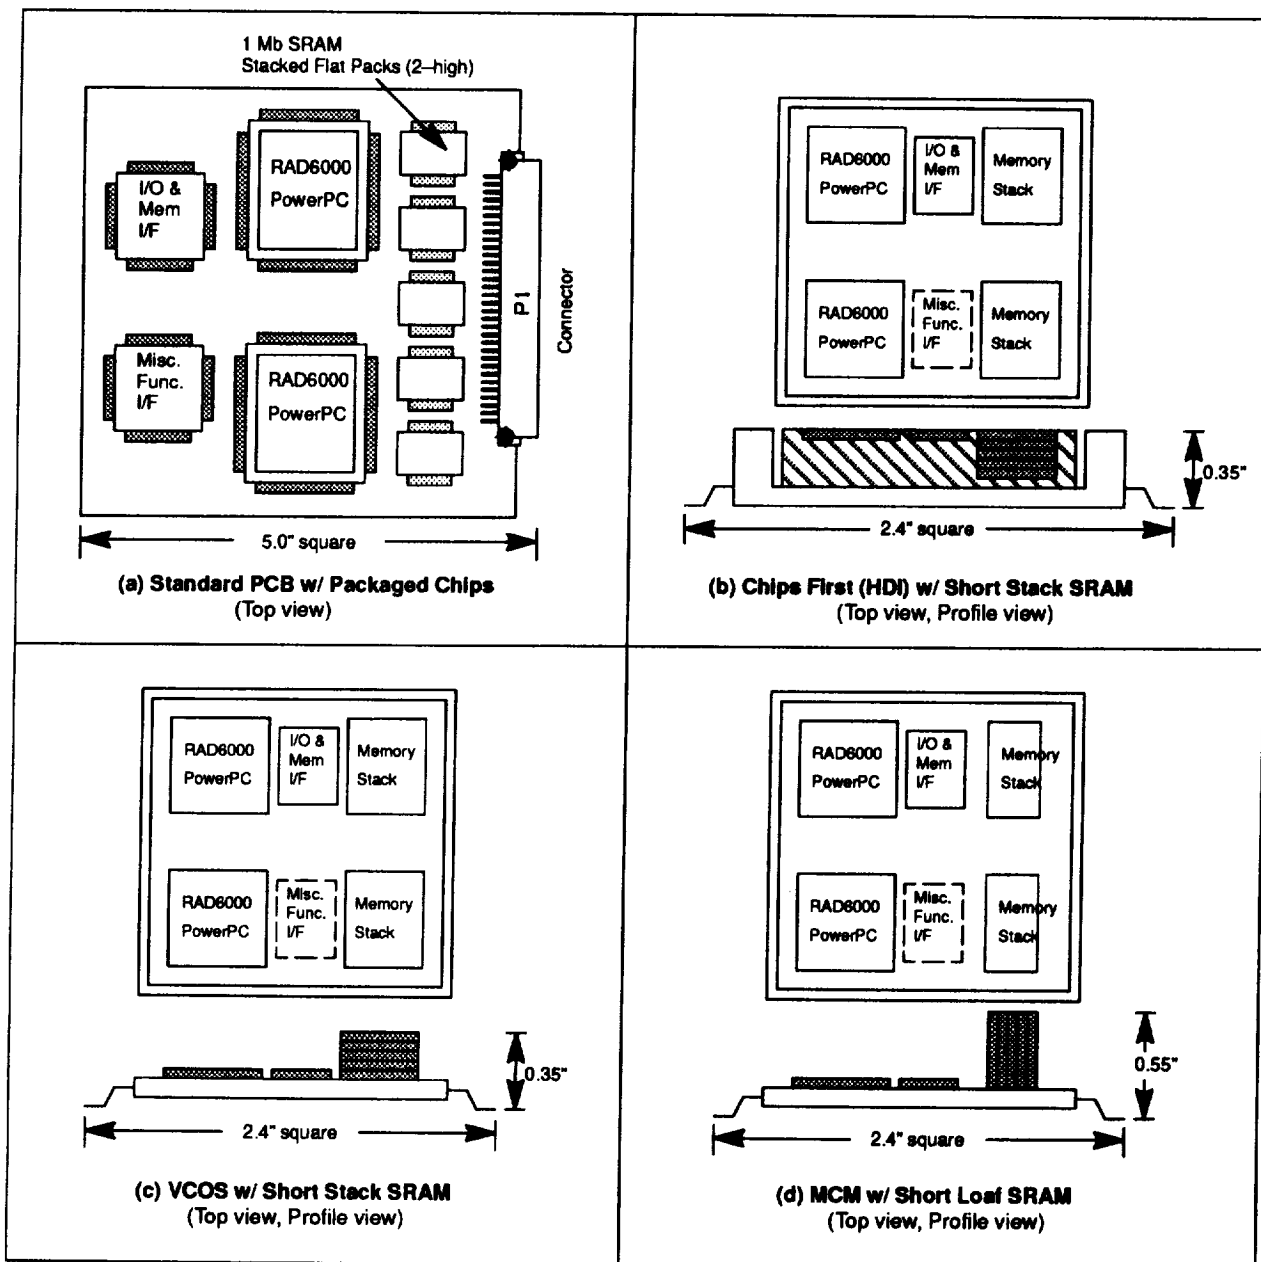 1 Mb SRAM
Stacked Flat Packs (2–high)
I/O &
Mem
I/F
RAD6000
PowerPC
Misc.
Func.
I/F
RAD6000
PowerPC
P1
Connector
5.0" square
(a) Standard PCB w/ Packaged Chips
(Top view)
RAD6000
PowerPC
I/O &
Mem
I/F
Memory
Stack
RAD6000
PowerPC
Misc.
Func.
I/F
Memory
Stack
0.35"
2.4" square
(b) Chips First (HDI) w/ Short Stack SRAM
(Top view, Profile view)
RAD6000
PowerPC
I/O &
Mem
I/F
Memory
Stack
RAD6000
PowerPC
Misc.
Func.
I/F
Memory
Stack
0.35"
2.4" square
(c) VCOS w/ Short Stack SRAM
(Top view, Profile view)
RAD6000
PowerPC
I/O &
Mem
I/F
Memory
Stack
RAD6000
PowerPC
Misc.
Func.
I/F
Memory
Stack
0.55"
2.4" square
(d) MCM w/ Short Loaf SRAM
(Top view, Profile view)